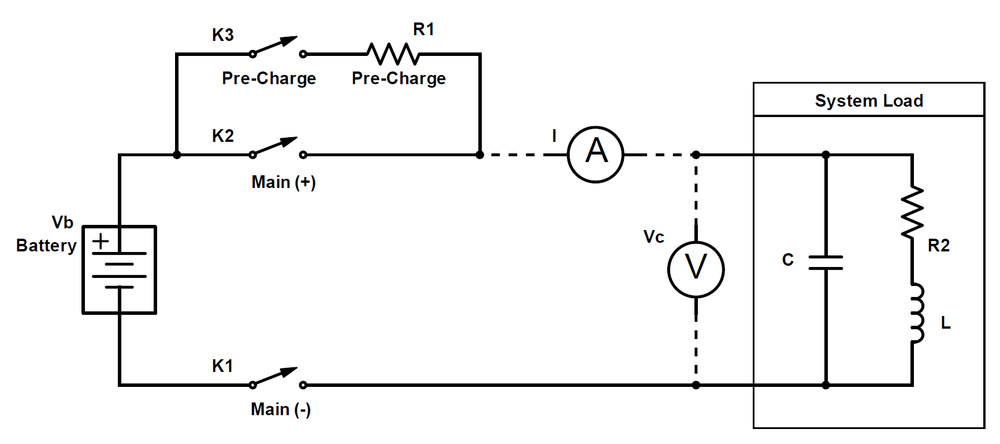 K3
R1
Pre-Charge
Pre-Charge
System Load
K2
I
A
Main (+)
Vb
Battery
+
Vc
V
C
R2
L
K1
Main (-)